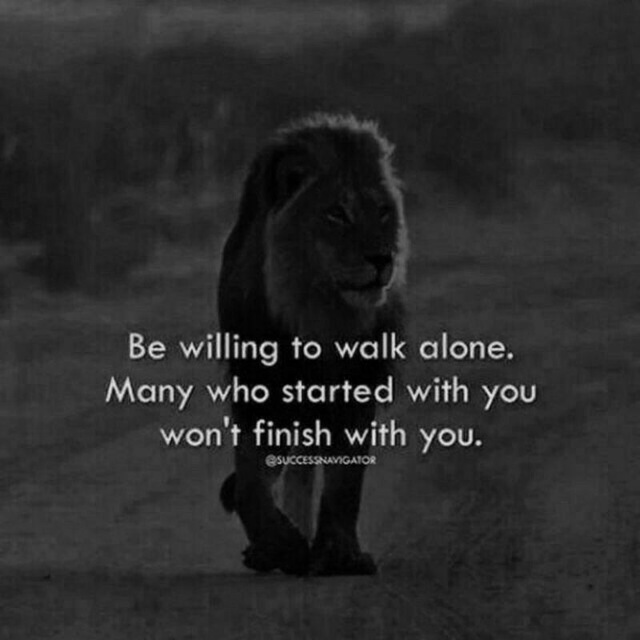 Be willing to walk alone.
Many who started with you
won't finish with you.
@SUCCESSNAVIGATOR